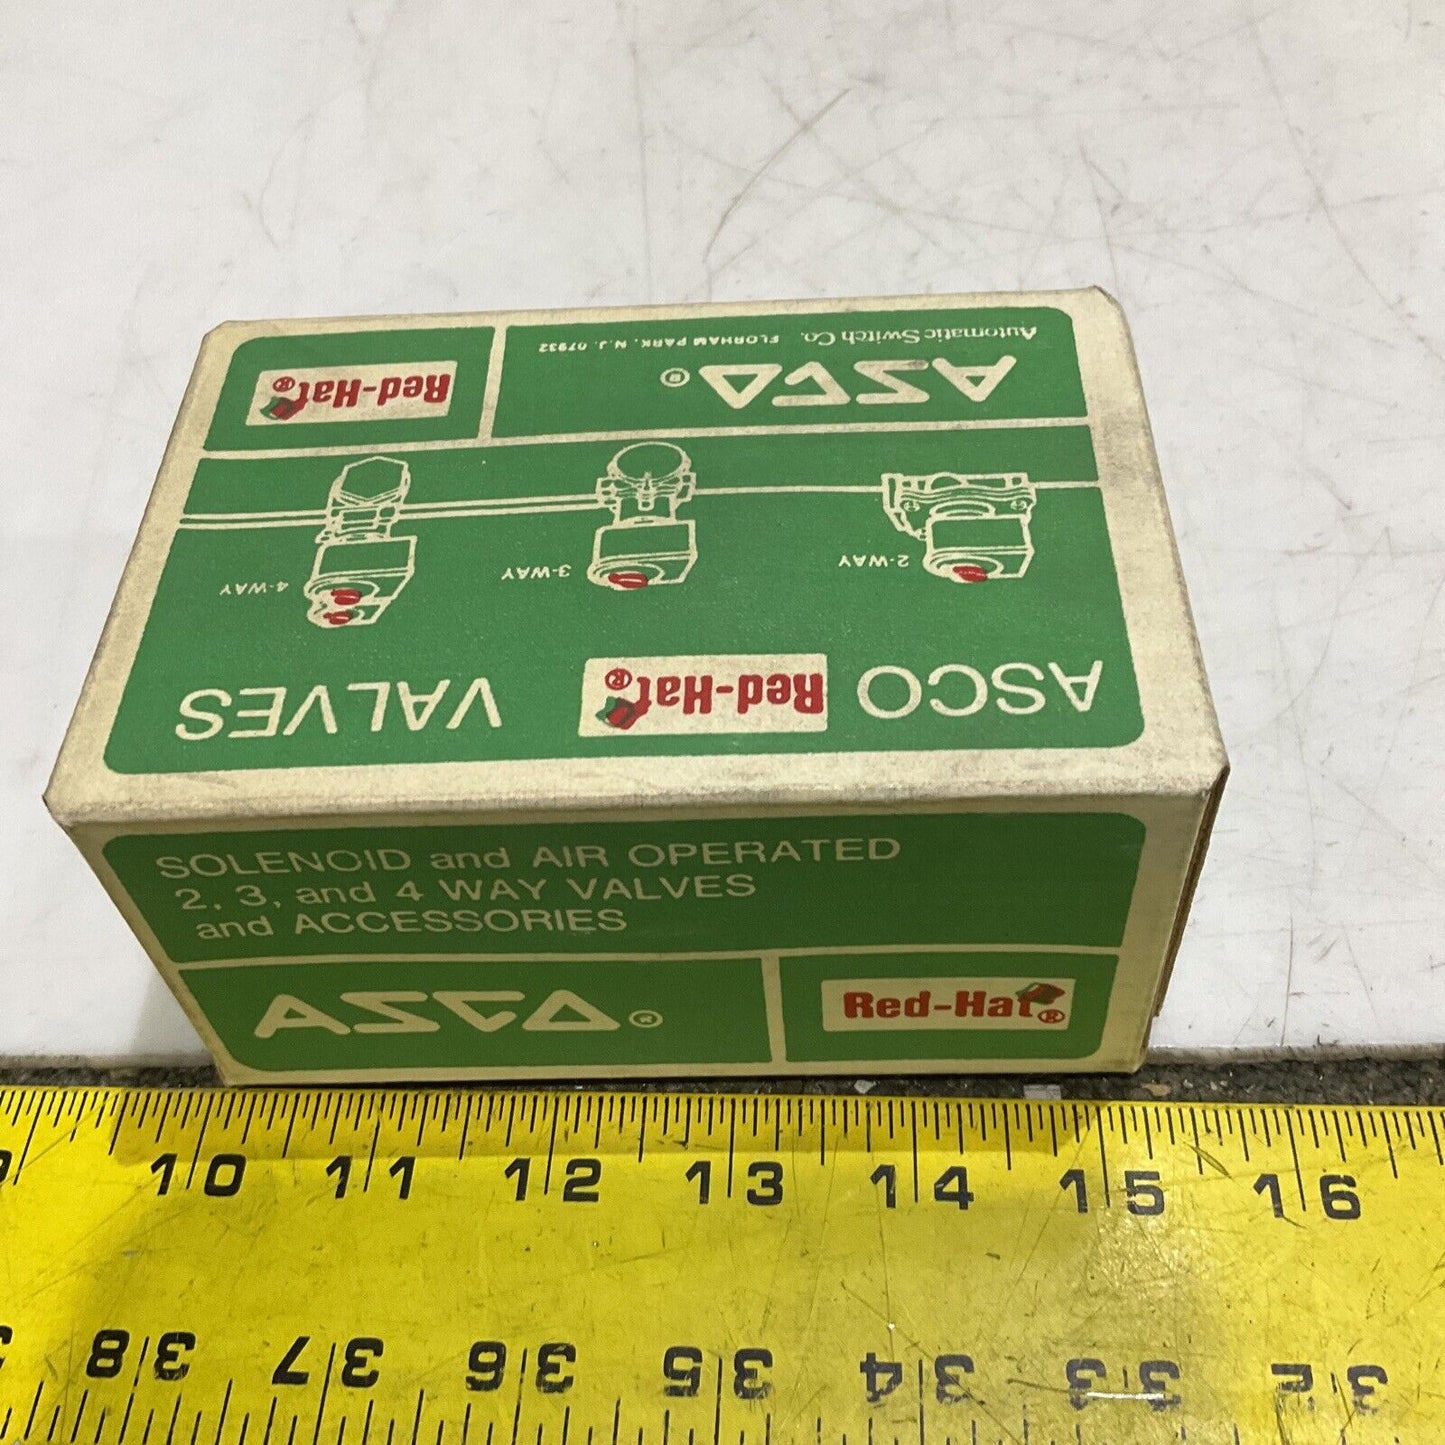 Automatic Switch Co. FLORHAM PARK, N.J. 07932
ASCO®
Red-Hat®
2-WAY
3-WAY
4-WAY
ASCO Red-Hat® VALVES
SOLENOID and AIR OPERATED
2, 3, and 4 WAY VALVES
and ACCESSORIES
ASCO®
Red-Hat®
9 10 11 12 13 14 15 16
38 37 36 35 34 33 32